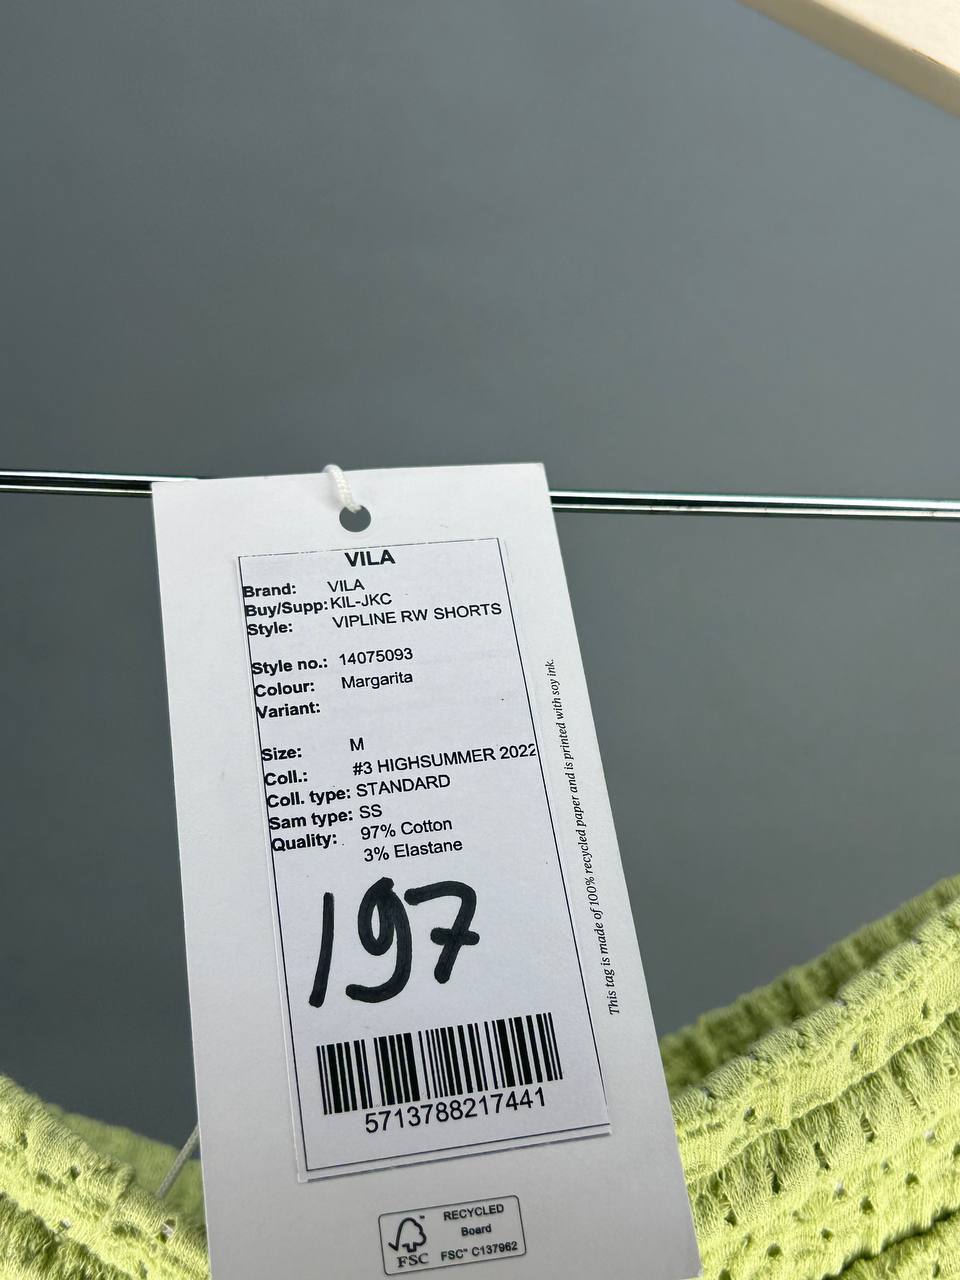 VILA
Brand: VILA
Buy/Supp: KIL-JKC
Style: VIPLINE RW SHORTS
Style no.: 14075093
Colour: Margarita
Variant:
Size: M
Coll.: #3 HIGHSUMMER 2022
Coll. type: STANDARD
Sam type: SS
Quality: 97% Cotton
3% Elastane
197
5713788217441
This tag is made of 100% recycled paper and is printed with soy ink.
RECYCLED
Board
FSC™ C137962
FSC™